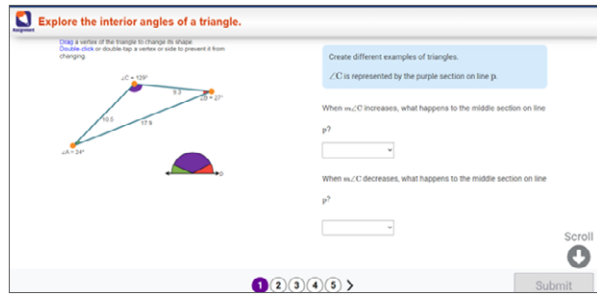 Explore the interior angles of a triangle.
Assignment
Drag a vertex of the triangle to change its shape.
Double-click or double-tap a vertex or side to prevent it from
changing.
∠C = 129°
9.3
∠B = 27°
10.5
17.9
∠A = 24°
p
Create different examples of triangles.
∠C is represented by the purple section on line p.
When m∠C increases, what happens to the middle section on line
p?
When m∠C decreases, what happens to the middle section on line
p?
Scroll
1 2 3 4 5
Submit